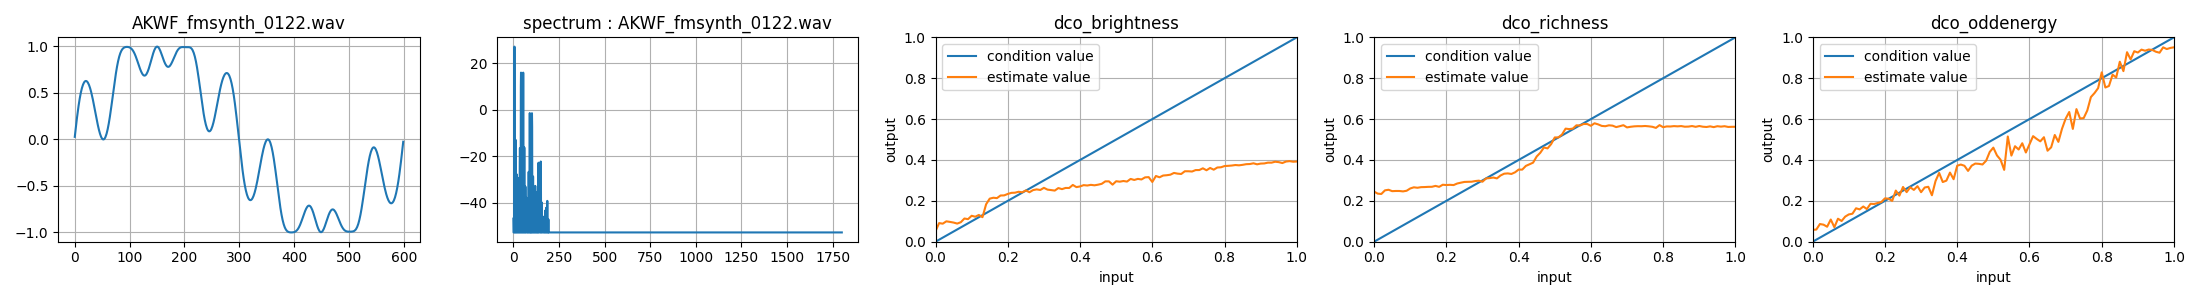 AKWF_fmsynth_0122.wav
1.0
0.5
0.0
−0.5
−1.0
0 100 200 300 400 500 600
spectrum : AKWF_fmsynth_0122.wav
20
0
−20
−40
0 250 500 750 1000 1250 1500 1750
dco_brightness
condition value
estimate value
output
1.0
0.8
0.6
0.4
0.2
0.0
0.0 0.2 0.4 0.6 0.8 1.0
input
dco_richness
condition value
estimate value
output
1.0
0.8
0.6
0.4
0.2
0.0
0.0 0.2 0.4 0.6 0.8 1.0
input
dco_oddenergy
condition value
estimate value
output
1.0
0.8
0.6
0.4
0.2
0.0
0.0 0.2 0.4 0.6 0.8 1.0
input